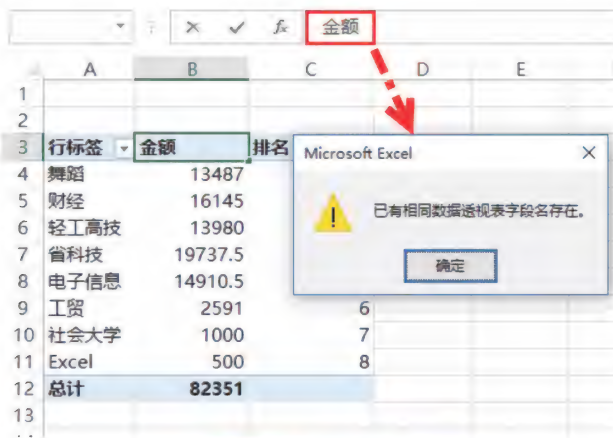 fx 金额
A B C D E
1
2
3 行标签 金额 排名
4 舞蹈 13487
5 财经 16145
6 轻工高技 13980
7 省科技 19737.5
8 电子信息 14910.5
9 工贸 2591 6
10 社会大学 1000 7
11 Excel 500 8
12 总计 82351
13
Microsoft Excel
已有相同数据透视表字段名存在。
确定